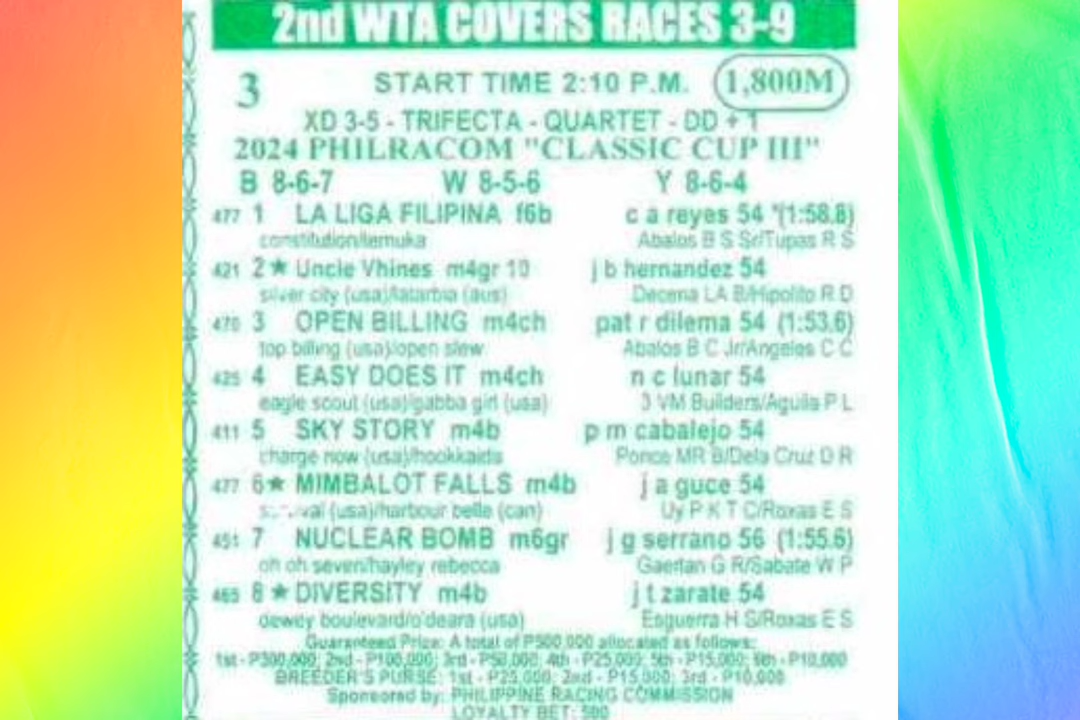 2nd WTA COVERS RACES 3-9
3 START TIME 2:10 P.M. 1,800M
XD 3-5 - TRIFECTA - QUARTET - DD + 1
2024 PHILRACOM "CLASSIC CUP III"
B 8-6-7 W 8-5-6 Y 8-6-4
477 1 LA LIGA FILIPINA f6b c a reyes 54 *(1:58.8)
constitution/temuka Abalos B S Sr/Tupas R S
421 2★ Uncle Vhines m4gr 10 j b hernandez 54
silver city (usa)/latarbia (aus) Decena LA B/Hipolito R D
470 3 OPEN BILLING m4ch pat r dilema 54 (1:53.6)
top billing (usa)/open slew Abalos B C Jr/Angeles C C
425 4 EASY DOES IT m4ch n c lunar 54
eagle scout (usa)/gabba girl (usa) 3 VM Builders/Aguila P L
411 5 SKY STORY m4b p m cabalejo 54
charge now (usa)/hookkaido Ponce MR B/Dela Cruz D R
477 6★ MIMBALOT FALLS m4b j a guce 54
(usa)/harbour belle (can) Uy P K T C/Roxas E S
451 7 NUCLEAR BOMB m6gr j g serrano 56 (1:55.6)
oh oh seven/hayley rebecca Gaertan G R/Sabate W P
465 8★ DIVERSITY m4b j t zarate 54
dewey boulevard/o'deara (usa) Esguerra H S/Roxas E S
Guaranteed Prize: A total of P500,000 allocated as follows:
1st - P300,000; 2nd - P100,000; 3rd - P50,000; 4th - P25,000; 5th - P15,000; 6th - P10,000
BREEDER'S PURSE: 1st - P25,000; 2nd - P15,000; 3rd - P10,000
Sponsored by: PHILIPPINE RACING COMMISSION
LOYALTY BET: 500